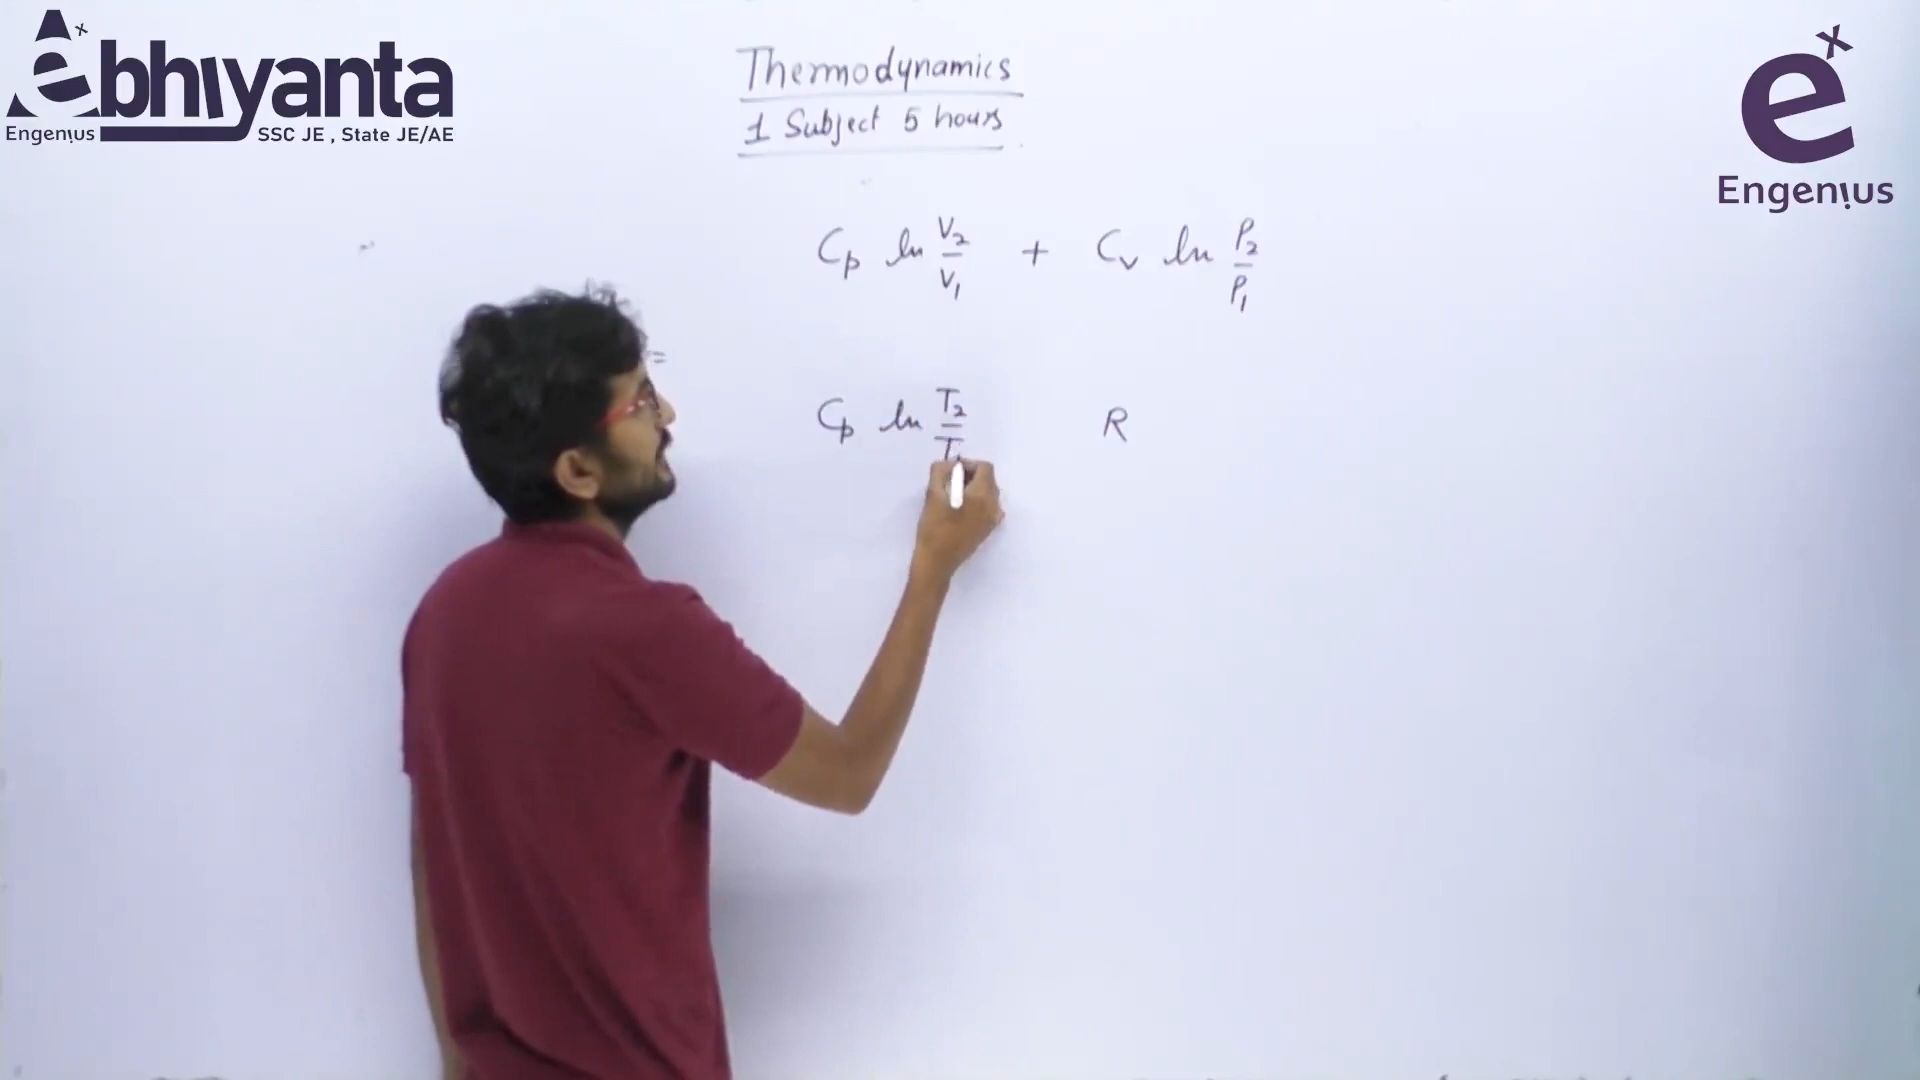 Abhiyanta
Engenius
SSC JE , State JE/AE
x
e
Engenius
Thermodynamics
1 Subject 5 hours
Cp ln V2/V1 + Cv ln P2/P1
=
Cp ln T2/T1 R